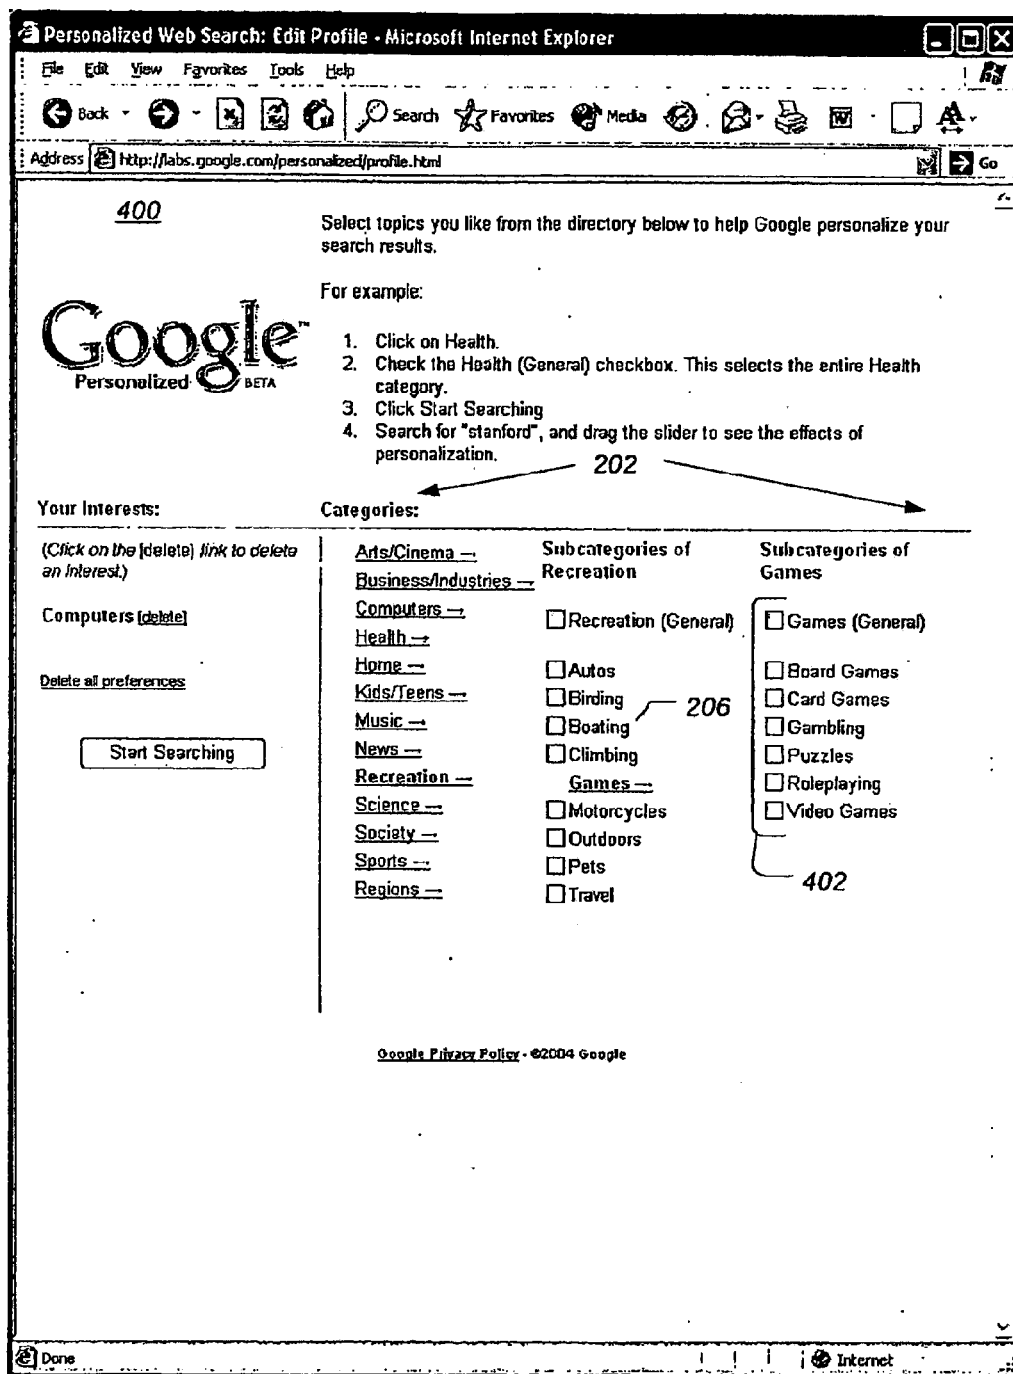 Personalized Web Search: Edit Profile - Microsoft Internet Explorer
File Edit View Favorites Tools Help
Back Search Favorites Media
Address http://labs.google.com/personalized/profile.html Go
400
Select topics you like from the directory below to help Google personalize your
search results.
For example:
Google™
Personalized BETA
1. Click on Health.
2. Check the Health (General) checkbox. This selects the entire Health
category.
3. Click Start Searching
4. Search for "stanford", and drag the slider to see the effects of
personalization.
202
Your Interests:
(Click on the [delete] link to delete
an Interest.)
Computers [delete]
Delete all preferences
Start Searching
Categories:
Arts/Cinema →
Business/Industries →
Computers →
Health →
Home →
Kids/Teens →
Music →
News →
Recreation →
Science →
Society →
Sports →
Regions →
Subcategories of
Recreation
Recreation (General)
Autos
Birding
Boating
Climbing
Games →
Motorcycles
Outdoors
Pets
Travel
206
Subcategories of
Games
Games (General)
Board Games
Card Games
Gambling
Puzzles
Roleplaying
Video Games
402
Google Privacy Policy - ©2004 Google
Done Internet